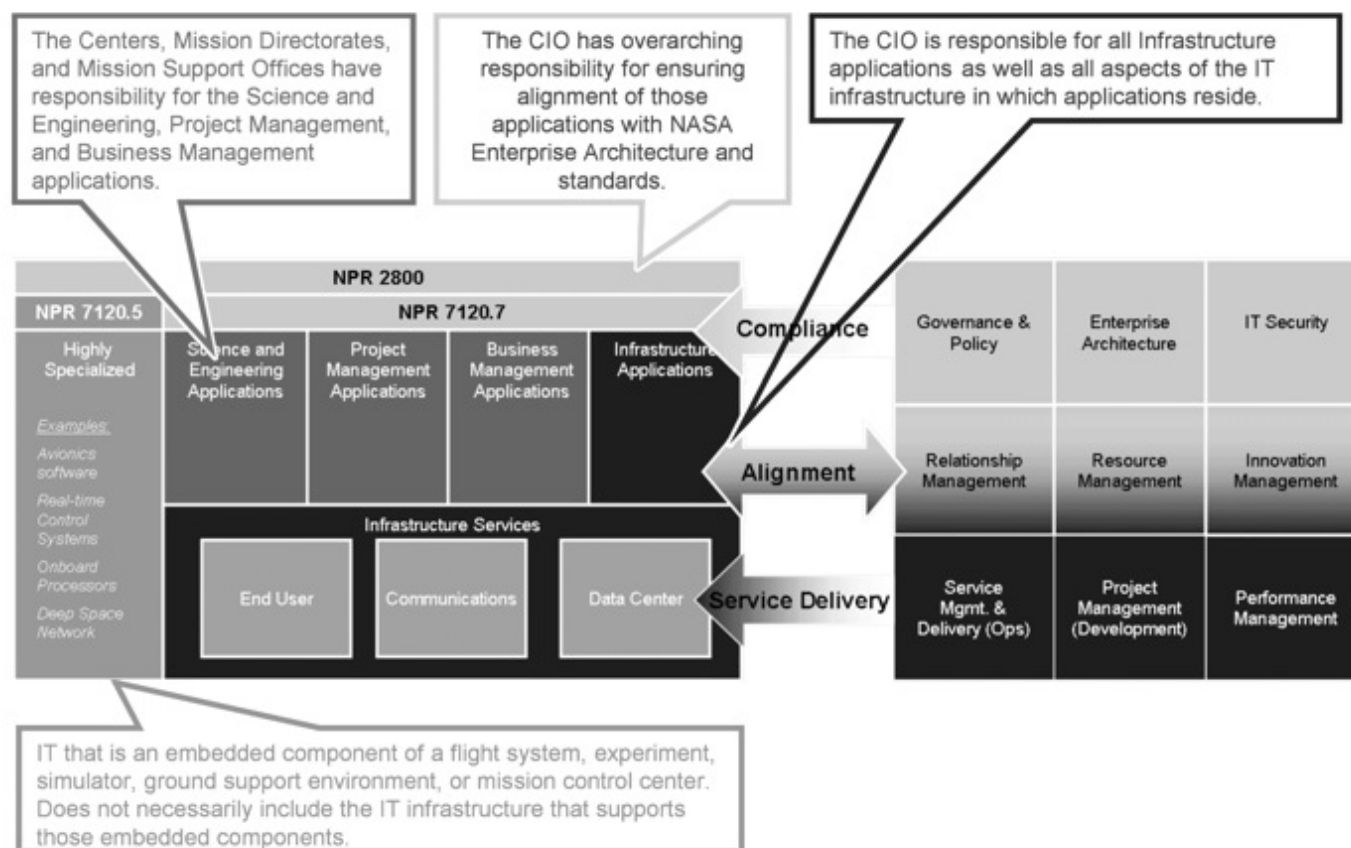 The Centers, Mission Directorates,
and Mission Support Offices have
responsibility for the Science and
Engineering, Project Management,
and Business Management
applications.
The CIO has overarching
responsibility for ensuring
alignment of those
applications with NASA
Enterprise Architecture and
standards.
The CIO is responsible for all Infrastructure
applications as well as all aspects of the IT
infrastructure in which applications reside.
NPR 2800
NPR 7120.5
NPR 7120.7
Highly
Specialized
Examples:
Avionics
software
Real-time
Control
Systems
Onboard
Processors
Deep Space
Network
Science and
Engineering
Applications
Project
Management
Applications
Business
Management
Applications
Infrastructure
Applications
Infrastructure Services
End User
Communications
Data Center
Compliance
Alignment
Service Delivery
Governance &
Policy
Enterprise
Architecture
IT Security
Relationship
Management
Resource
Management
Innovation
Management
Service
Mgmt. &
Delivery (Ops)
Project
Management
(Development)
Performance
Management
IT that is an embedded component of a flight system, experiment,
simulator, ground support environment, or mission control center.
Does not necessarily include the IT infrastructure that supports
those embedded components.